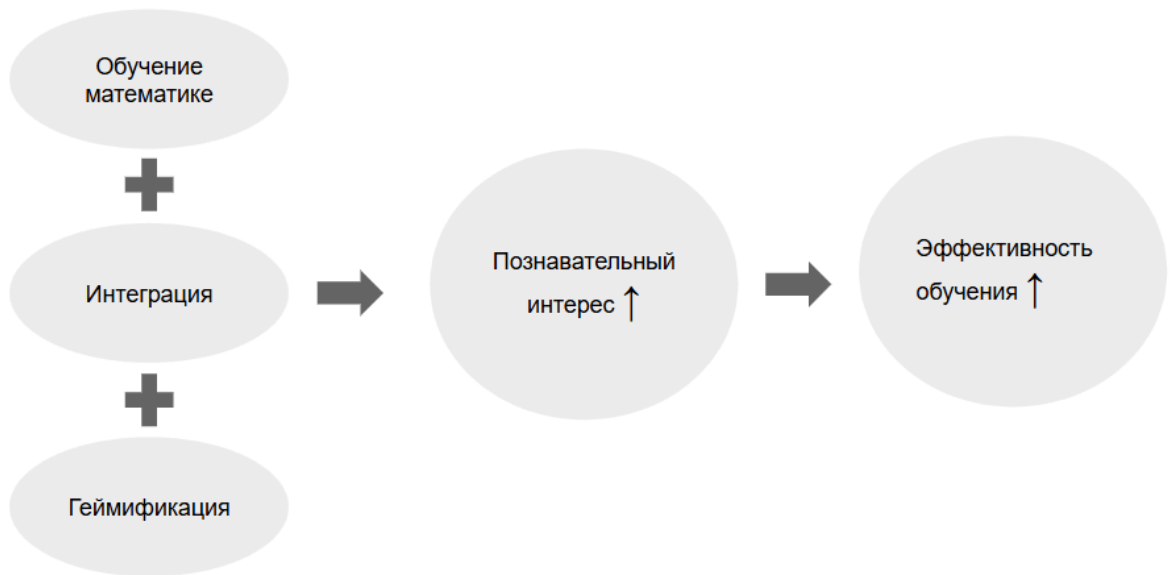 Обучение
математике
Интеграция
Геймификация
Познавательный
интерес ↑
Эффективность
обучения ↑